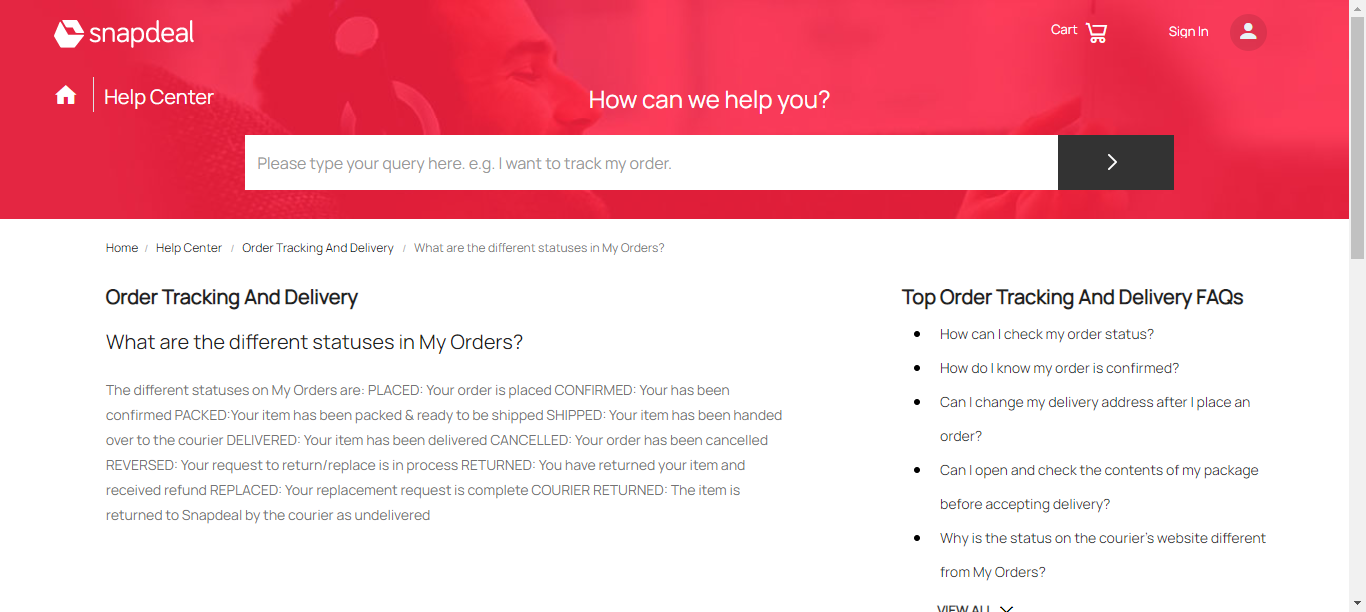 snapdeal
Cart
Sign In
Help Center
How can we help you?
Please type your query here. e.g. I want to track my order.
Home / Help Center / Order Tracking And Delivery / What are the different statuses in My Orders?
Order Tracking And Delivery
What are the different statuses in My Orders?
The different statuses on My Orders are: PLACED: Your order is placed CONFIRMED: Your has been
confirmed PACKED:Your item has been packed & ready to be shipped SHIPPED: Your item has been handed
over to the courier DELIVERED: Your item has been delivered CANCELLED: Your order has been cancelled
REVERSED: Your request to return/replace is in process RETURNED: You have returned your item and
received refund REPLACED: Your replacement request is complete COURIER RETURNED: The item is
returned to Snapdeal by the courier as undelivered
Top Order Tracking And Delivery FAQs
How can I check my order status?
How do I know my order is confirmed?
Can I change my delivery address after I place an
order?
Can I open and check the contents of my package
before accepting delivery?
Why is the status on the courier's website different
from My Orders?
VIEW ALL